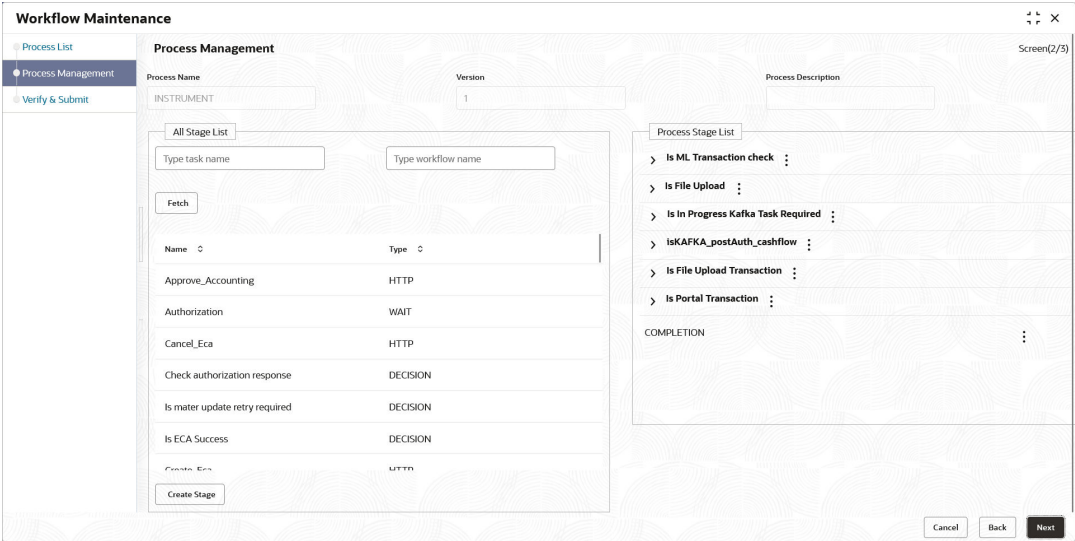 Workflow Maintenance
Process List
Process Management
Verify & Submit
Process Management
Screen(2/3)
Process Name
Version
Process Description
INSTRUMENT
1
All Stage List
Type task name
Type workflow name
Fetch
Name
Type
Approve_Accounting
HTTP
Authorization
WAIT
Cancel_Eca
HTTP
Check authorization response
DECISION
Is mater update retry required
DECISION
Is ECA Success
DECISION
Create_Eca
HTTP
Create Stage
Process Stage List
Is ML Transaction check
Is File Upload
Is In Progress Kafka Task Required
isKAFKA_postAuth_cashflow
Is File Upload Transaction
Is Portal Transaction
COMPLETION
Cancel
Back
Next